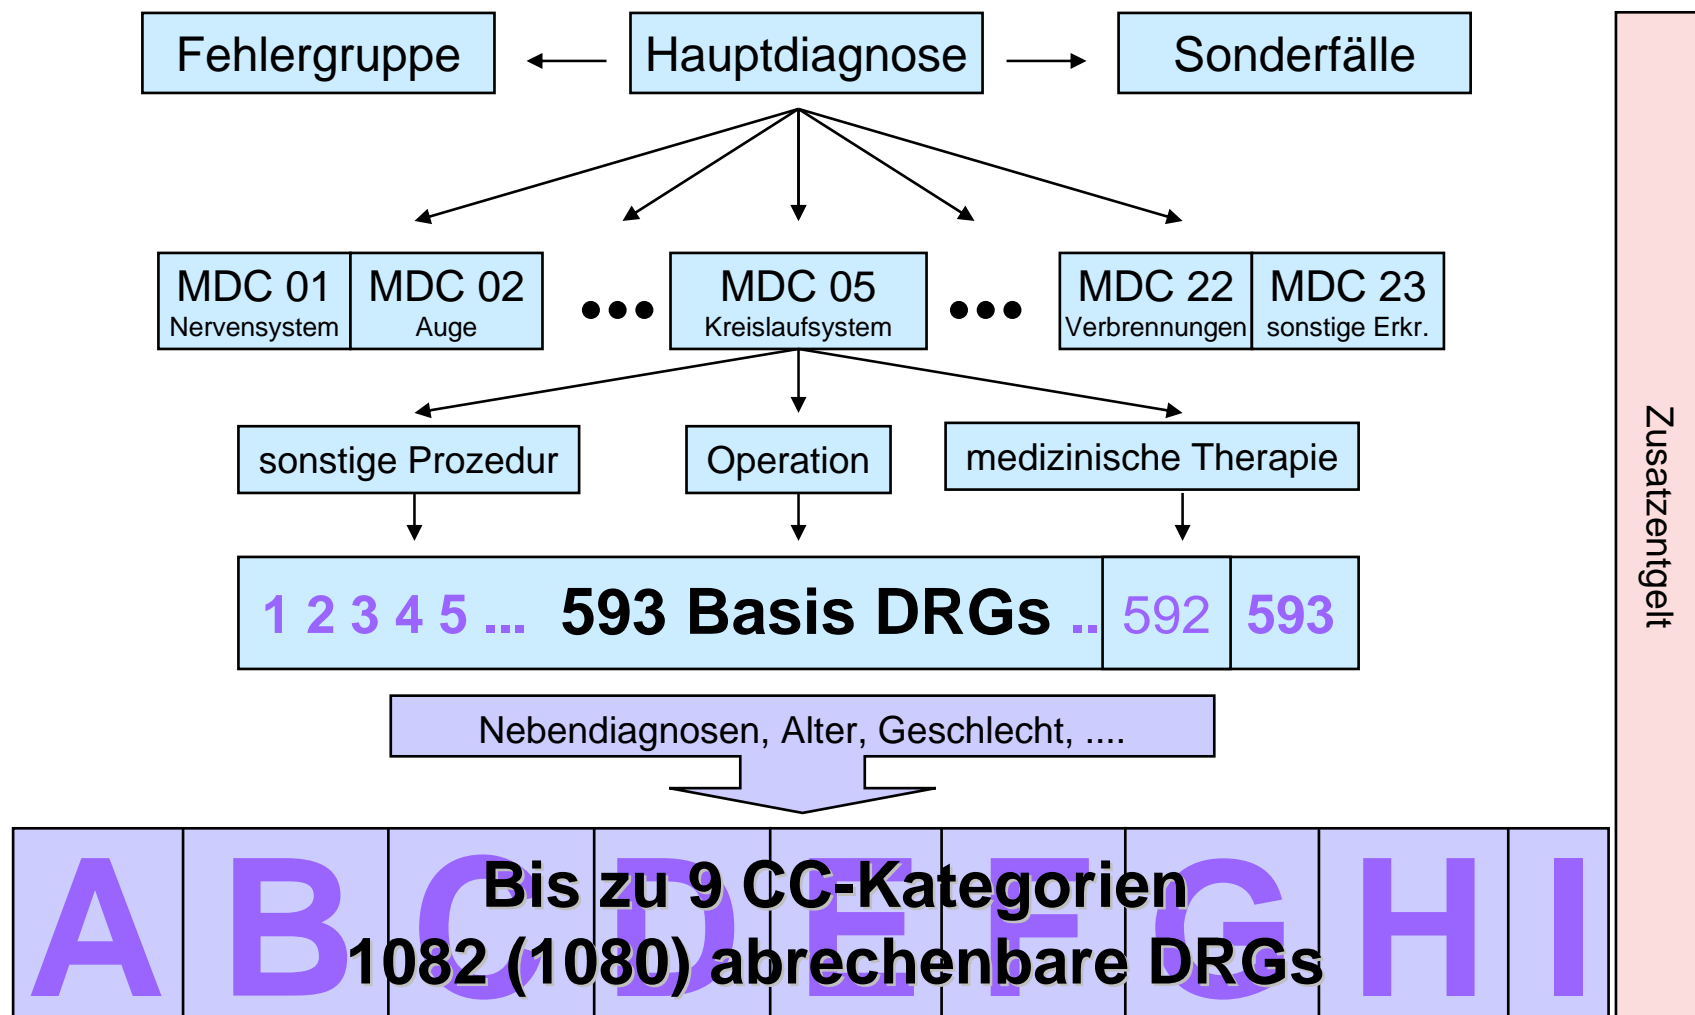 Fehlergruppe
Hauptdiagnose
Sonderfälle
MDC 01
Nervensystem
MDC 02
Auge
•••
MDC 05
Kreislaufsystem
•••
MDC 22
Verbrennungen
MDC 23
sonstige Erkr.
sonstige Prozedur
Operation
medizinische Therapie
1 2 3 4 5 ... 593 Basis DRGs .. 592 593
Nebendiagnosen, Alter, Geschlecht, ....
A B C D E F G H I
Bis zu 9 CC-Kategorien
1082 (1080) abrechenbare DRGs
Zusatzentgelt